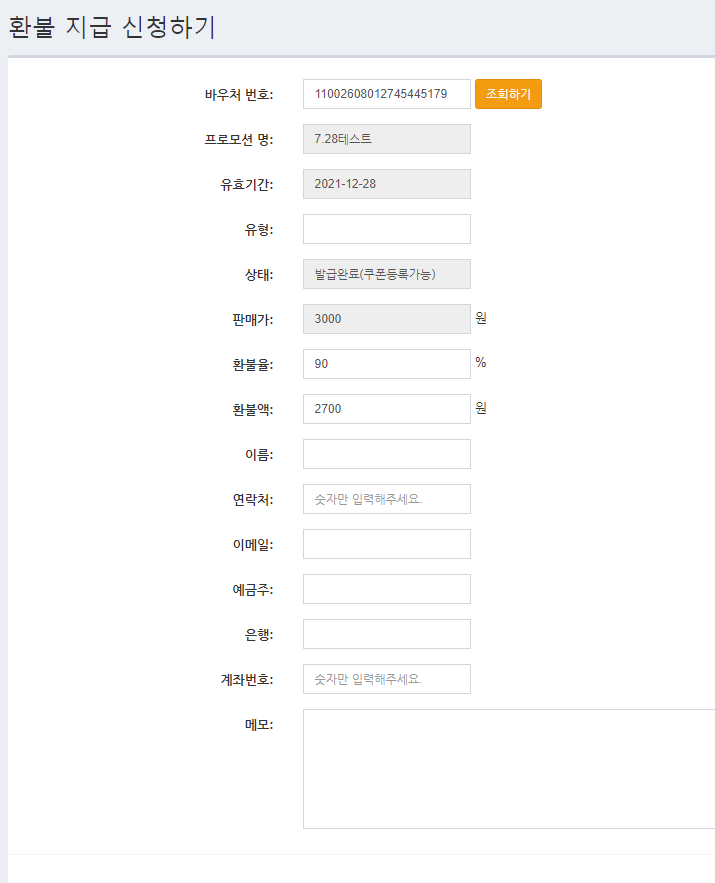 환불 지급 신청하기
바우처 번호: 11002608012745445179 조회하기
프로모션 명: 7.28테스트
유효기간: 2021-12-28
유형:
상태: 발급완료(쿠폰등록가능)
판매가: 3000 원
환불율: 90 %
환불액: 2700 원
이름:
연락처: 숫자만 입력해주세요.
이메일:
예금주:
은행:
계좌번호: 숫자만 입력해주세요.
메모: